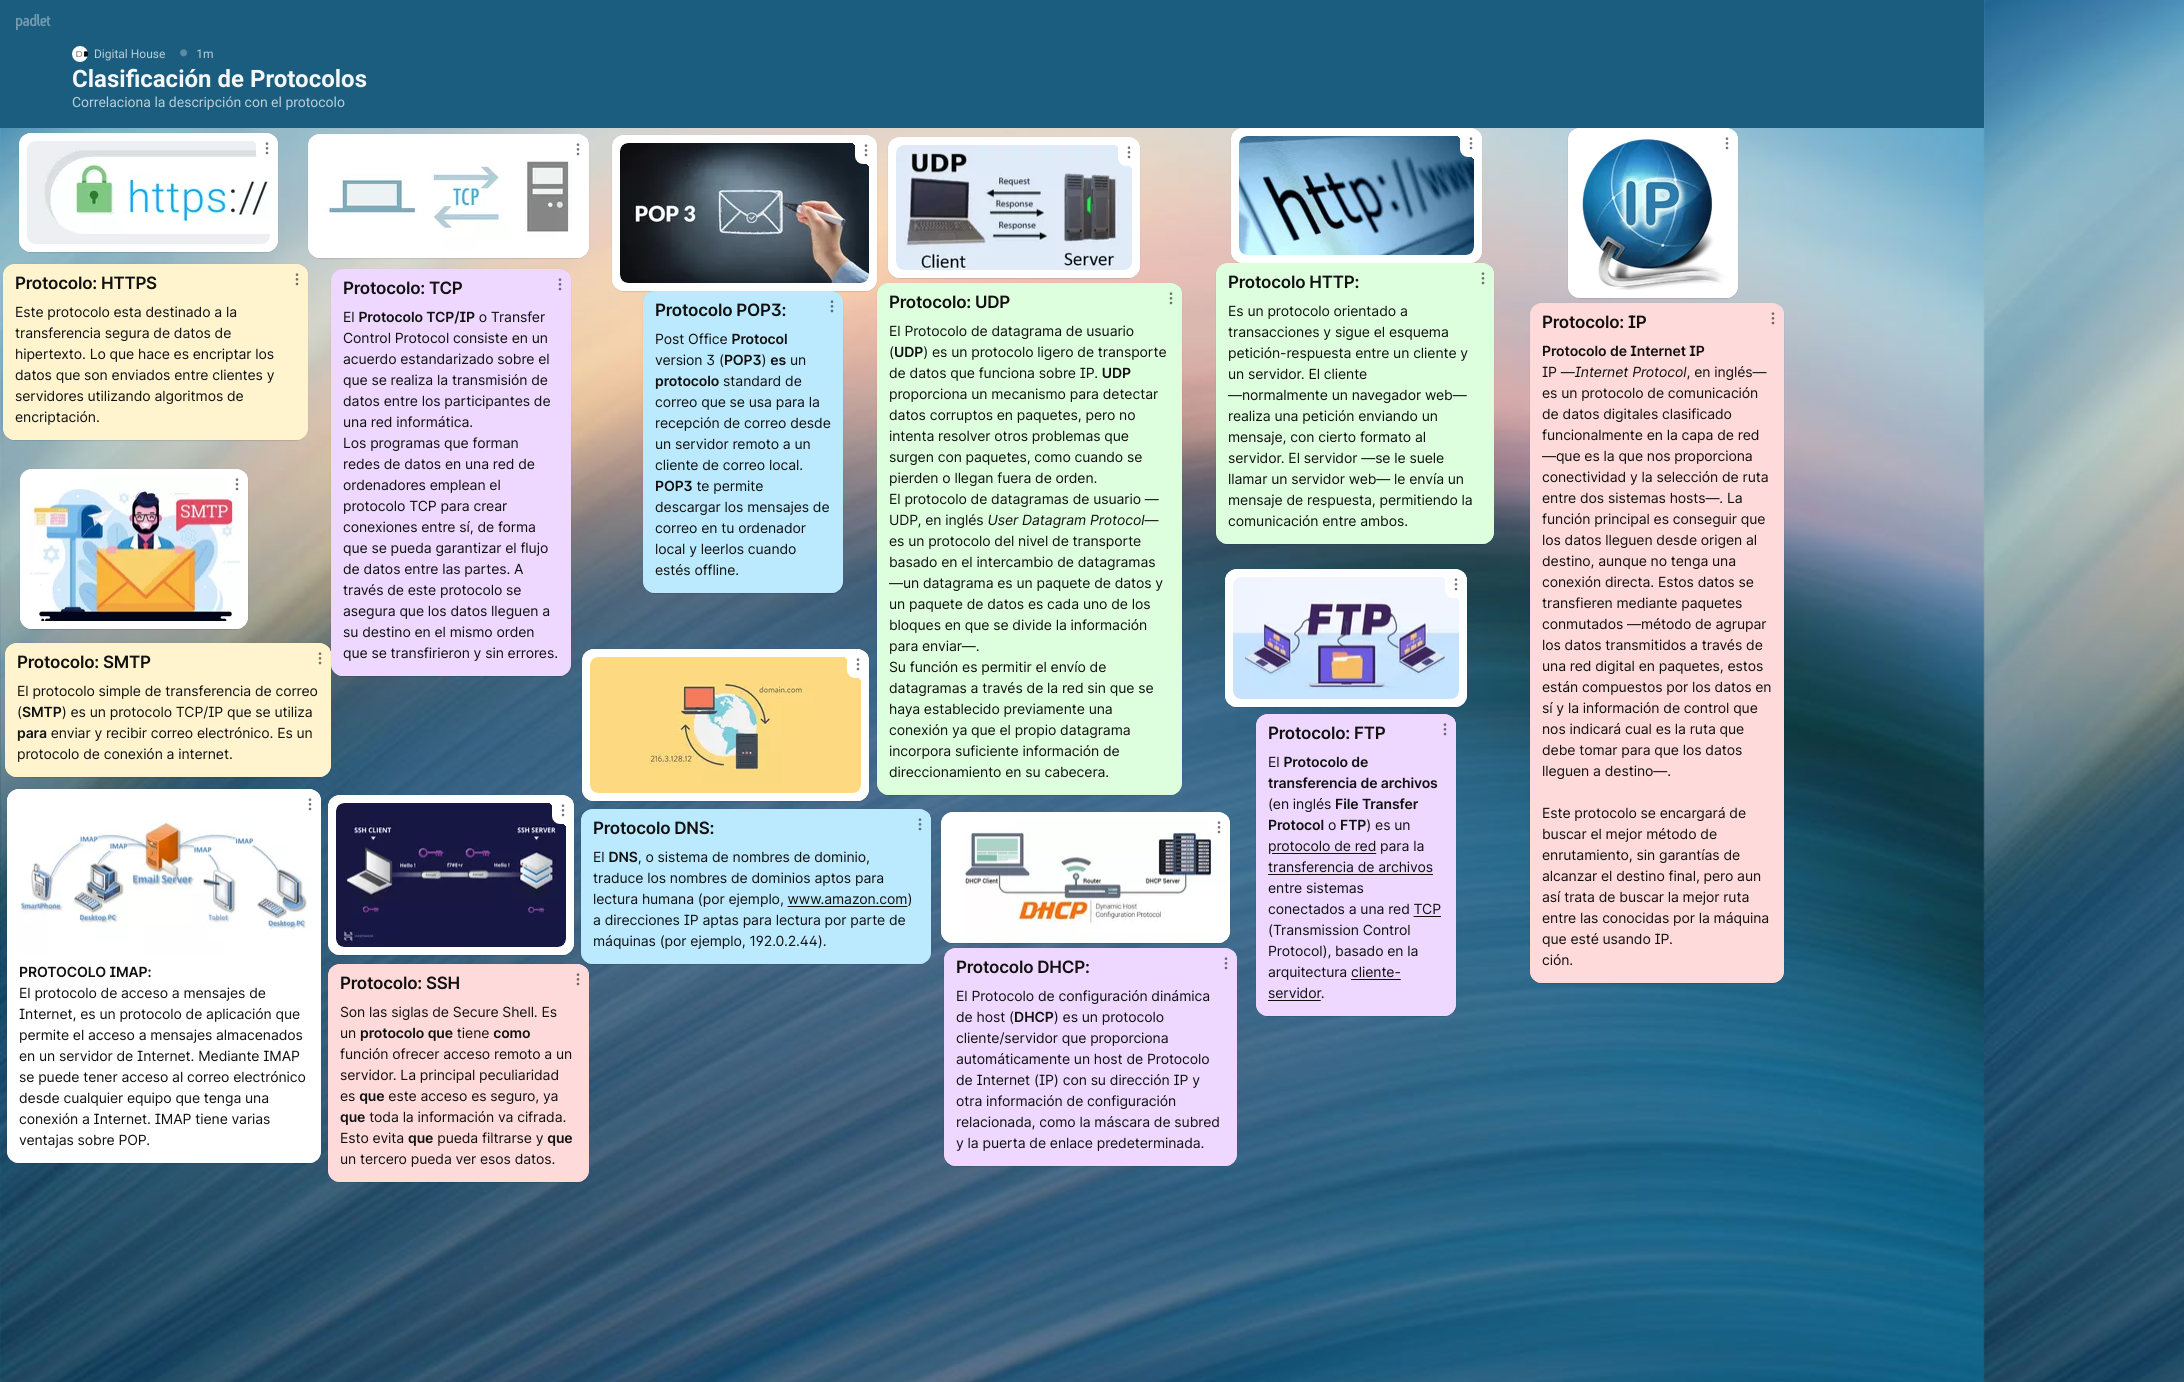 padlet
Digital House
1m
Clasificación de Protocolos
Correlaciona la descripción con el protocolo
https://
Protocolo: HTTPS
Este protocolo esta destinado a la
transferencia segura de datos de
hipertexto. Lo que hace es encriptar los
datos que son enviados entre clientes y
servidores utilizando algoritmos de
encriptación.
SMTP
Protocolo: SMTP
El protocolo simple de transferencia de correo
(SMTP) es un protocolo TCP/IP que se utiliza
para enviar y recibir correo electrónico. Es un
protocolo de conexión a internet.
IMAP
IMAP
IMAP
IMAP
Email Server
SmartPhone
Desktop PC
Tablet
Desktop PC
PROTOCOLO IMAP:
El protocolo de acceso a mensajes de
Internet, es un protocolo de aplicación que
permite el acceso a mensajes almacenados
en un servidor de Internet. Mediante IMAP
se puede tener acceso al correo electrónico
desde cualquier equipo que tenga una
conexión a Internet. IMAP tiene varias
ventajas sobre POP.
TCP
Protocolo: TCP
El Protocolo TCP/IP o Transfer
Control Protocol consiste en un
acuerdo estandarizado sobre el
que se realiza la transmisión de
datos entre los participantes de
una red informática.
Los programas que forman
redes de datos en una red de
ordenadores emplean el
protocolo TCP para crear
conexiones entre sí, de forma
que se pueda garantizar el flujo
de datos entre las partes. A
través de este protocolo se
asegura que los datos lleguen a
su destino en el mismo orden
que se transfirieron y sin errores.
SSH CLIENT
SSH SERVER
Hello !
Hello !
Protocolo: SSH
Son las siglas de Secure Shell. Es
un protocolo que tiene como
función ofrecer acceso remoto a un
servidor. La principal peculiaridad
es que este acceso es seguro, ya
que toda la información va cifrada.
Esto evita que pueda filtrarse y que
un tercero pueda ver esos datos.
POP 3
Protocolo POP3:
Post Office Protocol
version 3 (POP3) es un
protocolo standard de
correo que se usa para la
recepción de correo desde
un servidor remoto a un
cliente de correo local.
POP3 te permite
descargar los mensajes de
correo en tu ordenador
local y leerlos cuando
estés offline.
domain.com
216.3.128.12
Protocolo DNS:
El DNS, o sistema de nombres de dominio,
traduce los nombres de dominios aptos para
lectura humana (por ejemplo, www.amazon.com)
a direcciones IP aptas para lectura por parte de
máquinas (por ejemplo, 192.0.2.44).
UDP
Request
Response
Response
Client
Server
Protocolo: UDP
El Protocolo de datagrama de usuario
(UDP) es un protocolo ligero de transporte
de datos que funciona sobre IP. UDP
proporciona un mecanismo para detectar
datos corruptos en paquetes, pero no
intenta resolver otros problemas que
surgen con paquetes, como cuando se
pierden o llegan fuera de orden.
El protocolo de datagramas de usuario —
UDP, en inglés User Datagram Protocol—
es un protocolo del nivel de transporte
basado en el intercambio de datagramas
—un datagrama es un paquete de datos y
un paquete de datos es cada uno de los
bloques en que se divide la información
para enviar—.
Su función es permitir el envío de
datagramas a través de la red sin que se
haya establecido previamente una
conexión ya que el propio datagrama
incorpora suficiente información de
direccionamiento en su cabecera.
DHCP Client
Router
DHCP Server
DHCP
Dynamic Host
Configuration Protocol
Protocolo DHCP:
El Protocolo de configuración dinámica
de host (DHCP) es un protocolo
cliente/servidor que proporciona
automáticamente un host de Protocolo
de Internet (IP) con su dirección IP y
otra información de configuración
relacionada, como la máscara de subred
y la puerta de enlace predeterminada.
http://www
Protocolo HTTP:
Es un protocolo orientado a
transacciones y sigue el esquema
petición-respuesta entre un cliente y
un servidor. El cliente
—normalmente un navegador web—
realiza una petición enviando un
mensaje, con cierto formato al
servidor. El servidor —se le suele
llamar un servidor web— le envía un
mensaje de respuesta, permitiendo la
comunicación entre ambos.
FTP
Protocolo: FTP
El Protocolo de
transferencia de archivos
(en inglés File Transfer
Protocol o FTP) es un
protocolo de red para la
transferencia de archivos
entre sistemas
conectados a una red TCP
(Transmission Control
Protocol), basado en la
arquitectura cliente-
servidor.
IP
Protocolo: IP
Protocolo de Internet IP
IP —Internet Protocol, en inglés—
es un protocolo de comunicación
de datos digitales clasificado
funcionalmente en la capa de red
—que es la que nos proporciona
conectividad y la selección de ruta
entre dos sistemas hosts—. La
función principal es conseguir que
los datos lleguen desde origen al
destino, aunque no tenga una
conexión directa. Estos datos se
transfieren mediante paquetes
conmutados —método de agrupar
los datos transmitidos a través de
una red digital en paquetes, estos
están compuestos por los datos en
sí y la información de control que
nos indicará cual es la ruta que
debe tomar para que los datos
lleguen a destino—.
Este protocolo se encargará de
buscar el mejor método de
enrutamiento, sin garantías de
alcanzar el destino final, pero aun
así trata de buscar la mejor ruta
entre las conocidas por la máquina
que esté usando IP.
ción.